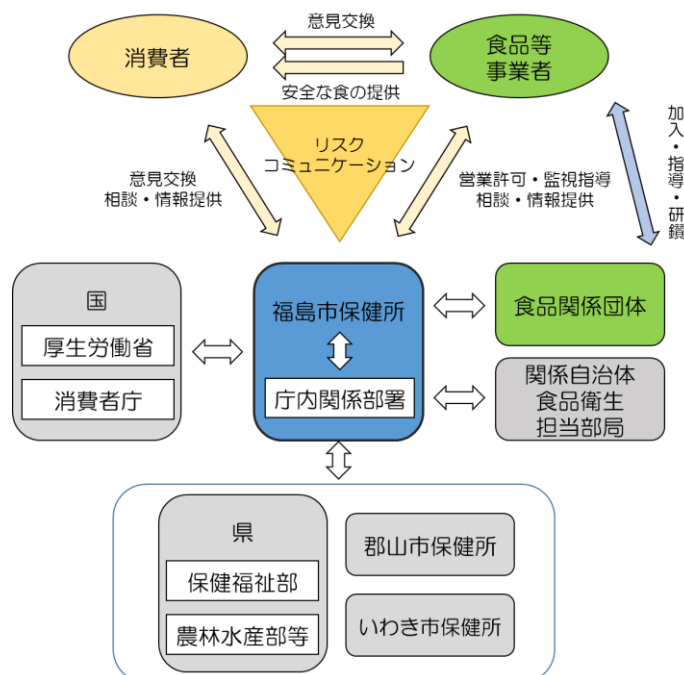 意見交換
消費者
食品等
事業者
安全な食の提供
リスク
コミュニケーション
加入・指導・研鑽
意見交換
相談・情報提供
営業許可・監視指導
相談・情報提供
国
厚生労働省
消費者庁
福島市保健所
庁内関係部署
食品関係団体
関係自治体
食品衛生
担当部局
県
保健福祉部
農林水産部等
郡山市保健所
いわき市保健所